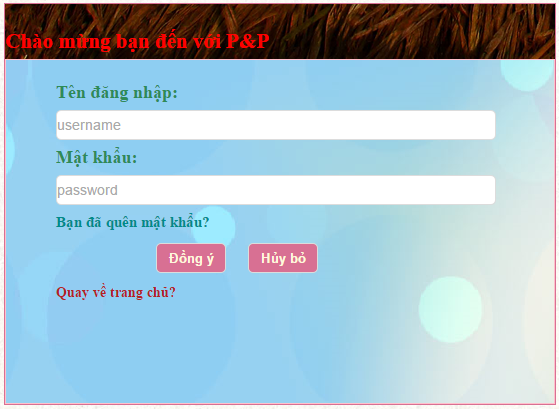 Chào mừng bạn đến với P&P
Tên đăng nhập:
username
Mật khẩu:
password
Bạn đã quên mật khẩu?
Đồng ý Hủy bỏ
Quay về trang chủ?